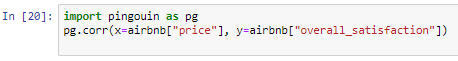 In [20]: import pingouin as pg
pg.corr(x=airbnb["price"], y=airbnb["overall_satisfaction"])